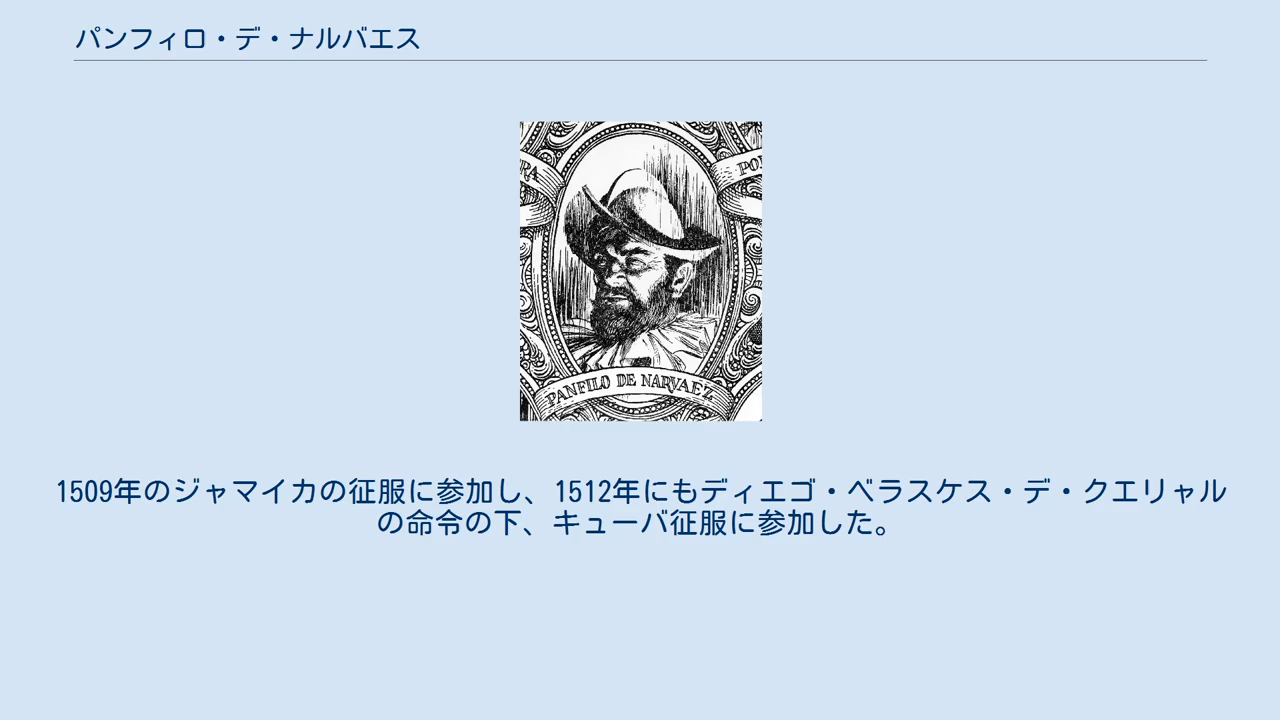 パンフィロ・デ・ナルバエス
RA
PO
PANFILO DE NARVAEZ
1509年のジャマイカの征服に参加し、1512年にもディエゴ・ベラスケス・デ・クエリャル
の命令の下、キューバ征服に参加した。